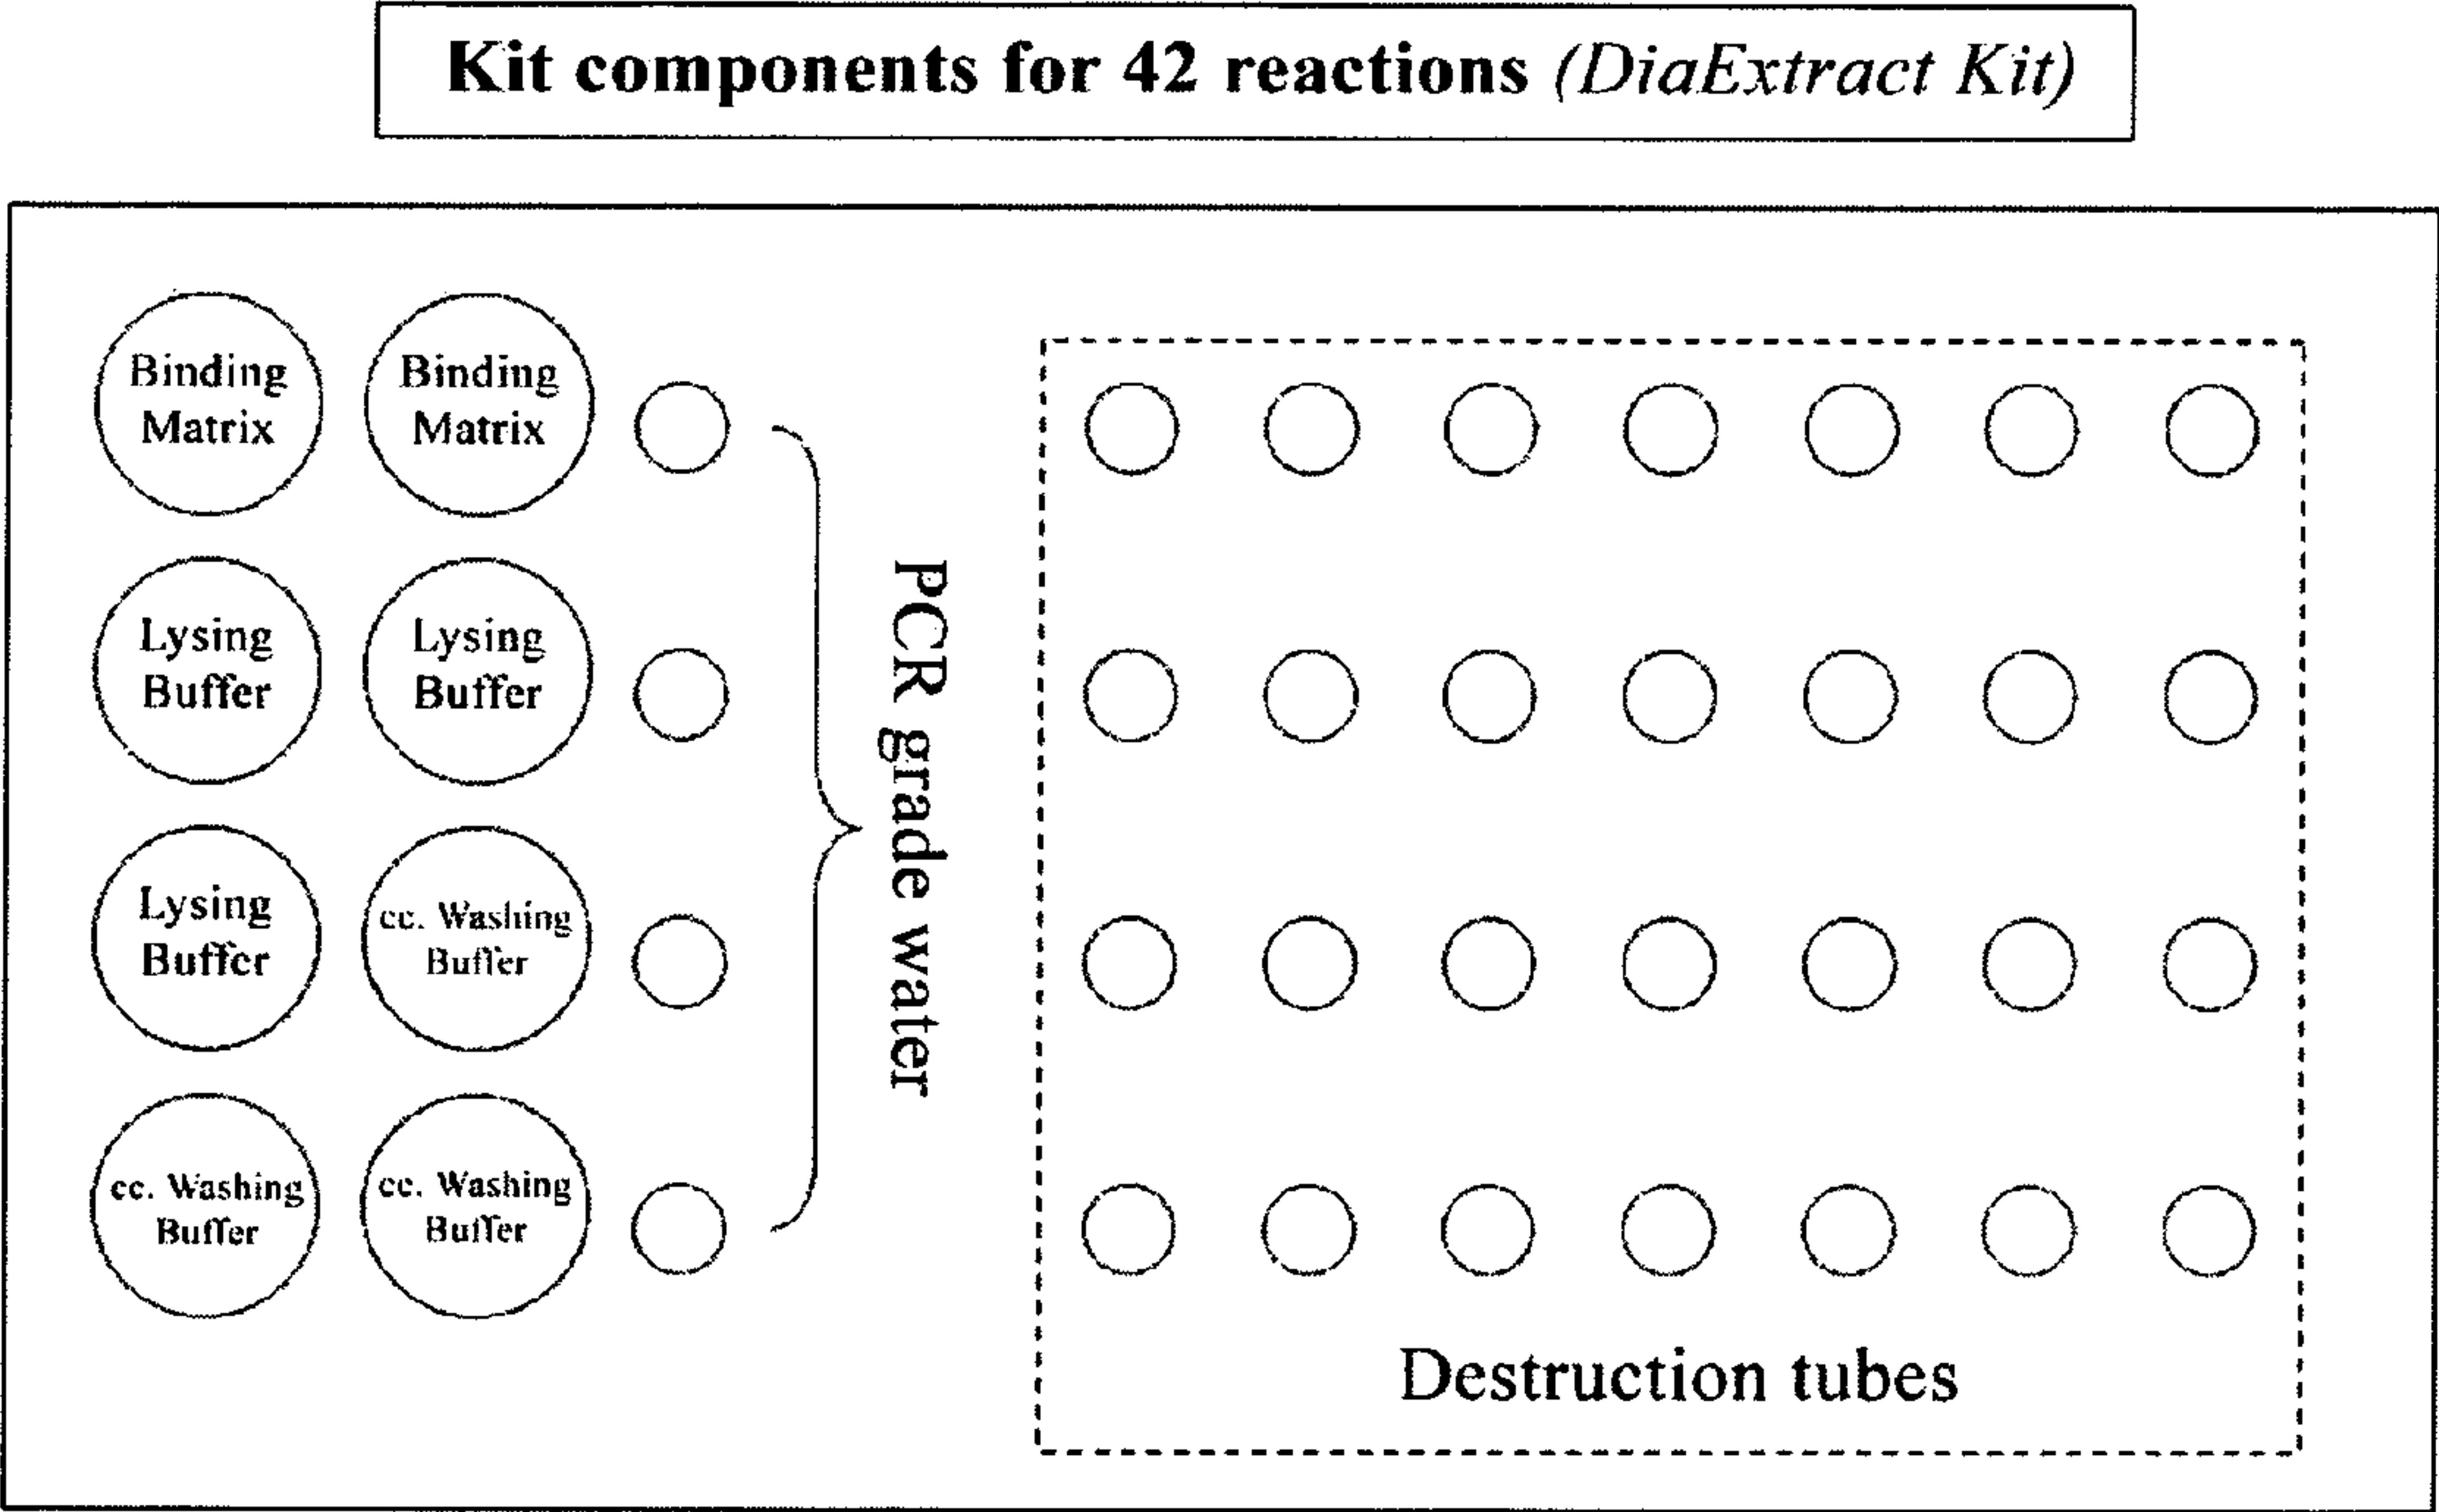 Kit components for 42 reactions (DiaExtract Kit)
Binding
Matrix
Binding
Matrix
Lysing
Buffer
Lysing
Buffer
Lysing
Buffer
cc. Washing
Buffer
cc. Washing
Buffer
cc. Washing
Buffer
PCR grade water
Destruction tubes